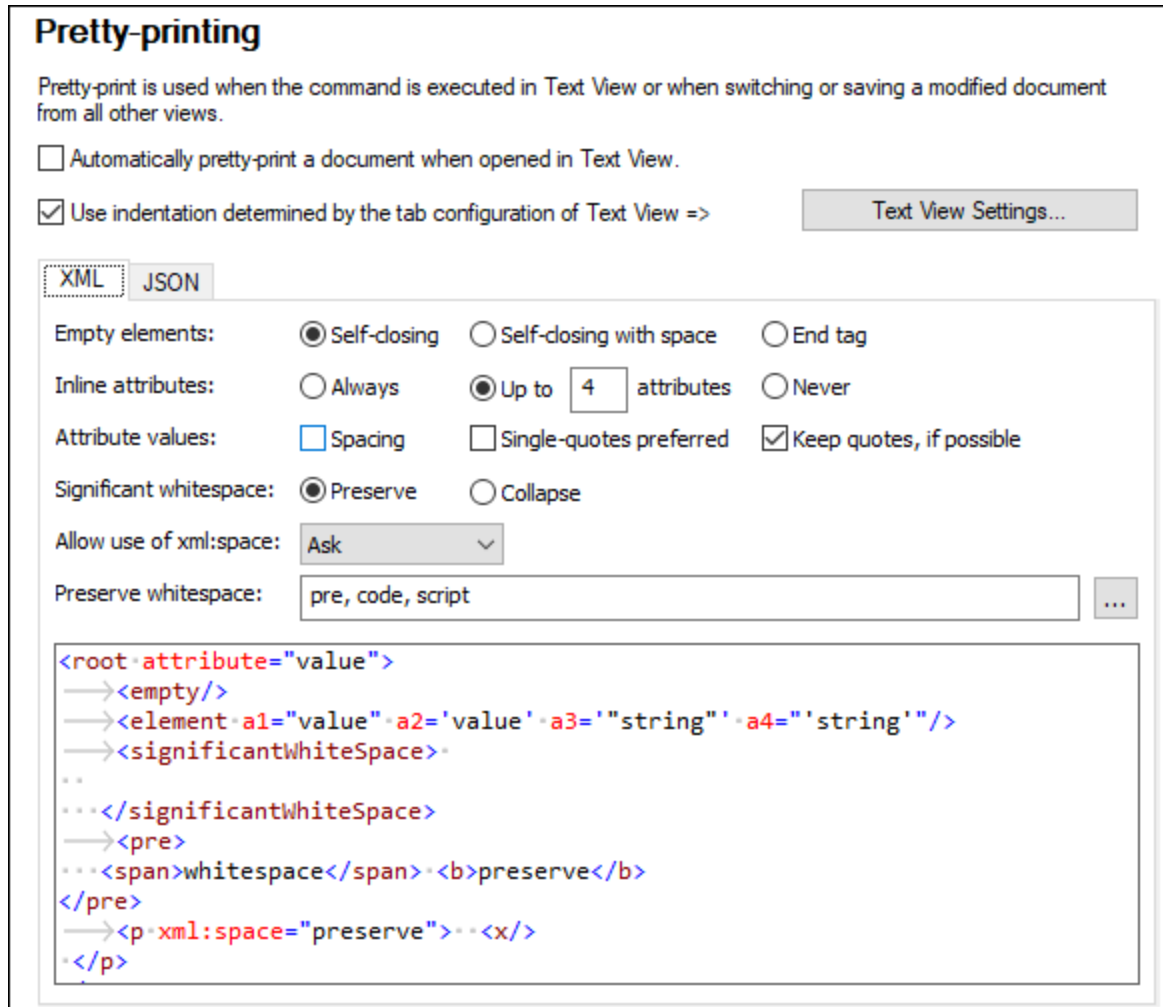 Pretty-printing
Pretty-print is used when the command is executed in Text View or when switching or saving a modified document
from all other views.
Automatically pretty-print a document when opened in Text View.
Use indentation determined by the tab configuration of Text View => Text View Settings...
XML JSON
Empty elements: Self-closing Self-closing with space End tag
Inline attributes: Always Up to 4 attributes Never
Attribute values: Spacing Single-quotes preferred Keep quotes, if possible
Significant whitespace: Preserve Collapse
Allow use of xml:space: Ask
Preserve whitespace: pre, code, script ...
<root·attribute="value">
→<empty/>
→<element·a1="value"·a2='value'·a3='"string"'·a4="'string'"/>
→<significantWhiteSpace>·
··
···</significantWhiteSpace>
→<pre>
···<span>whitespace</span>·<b>preserve</b>
</pre>
→<p·xml:space="preserve">··<x/>
·</p>